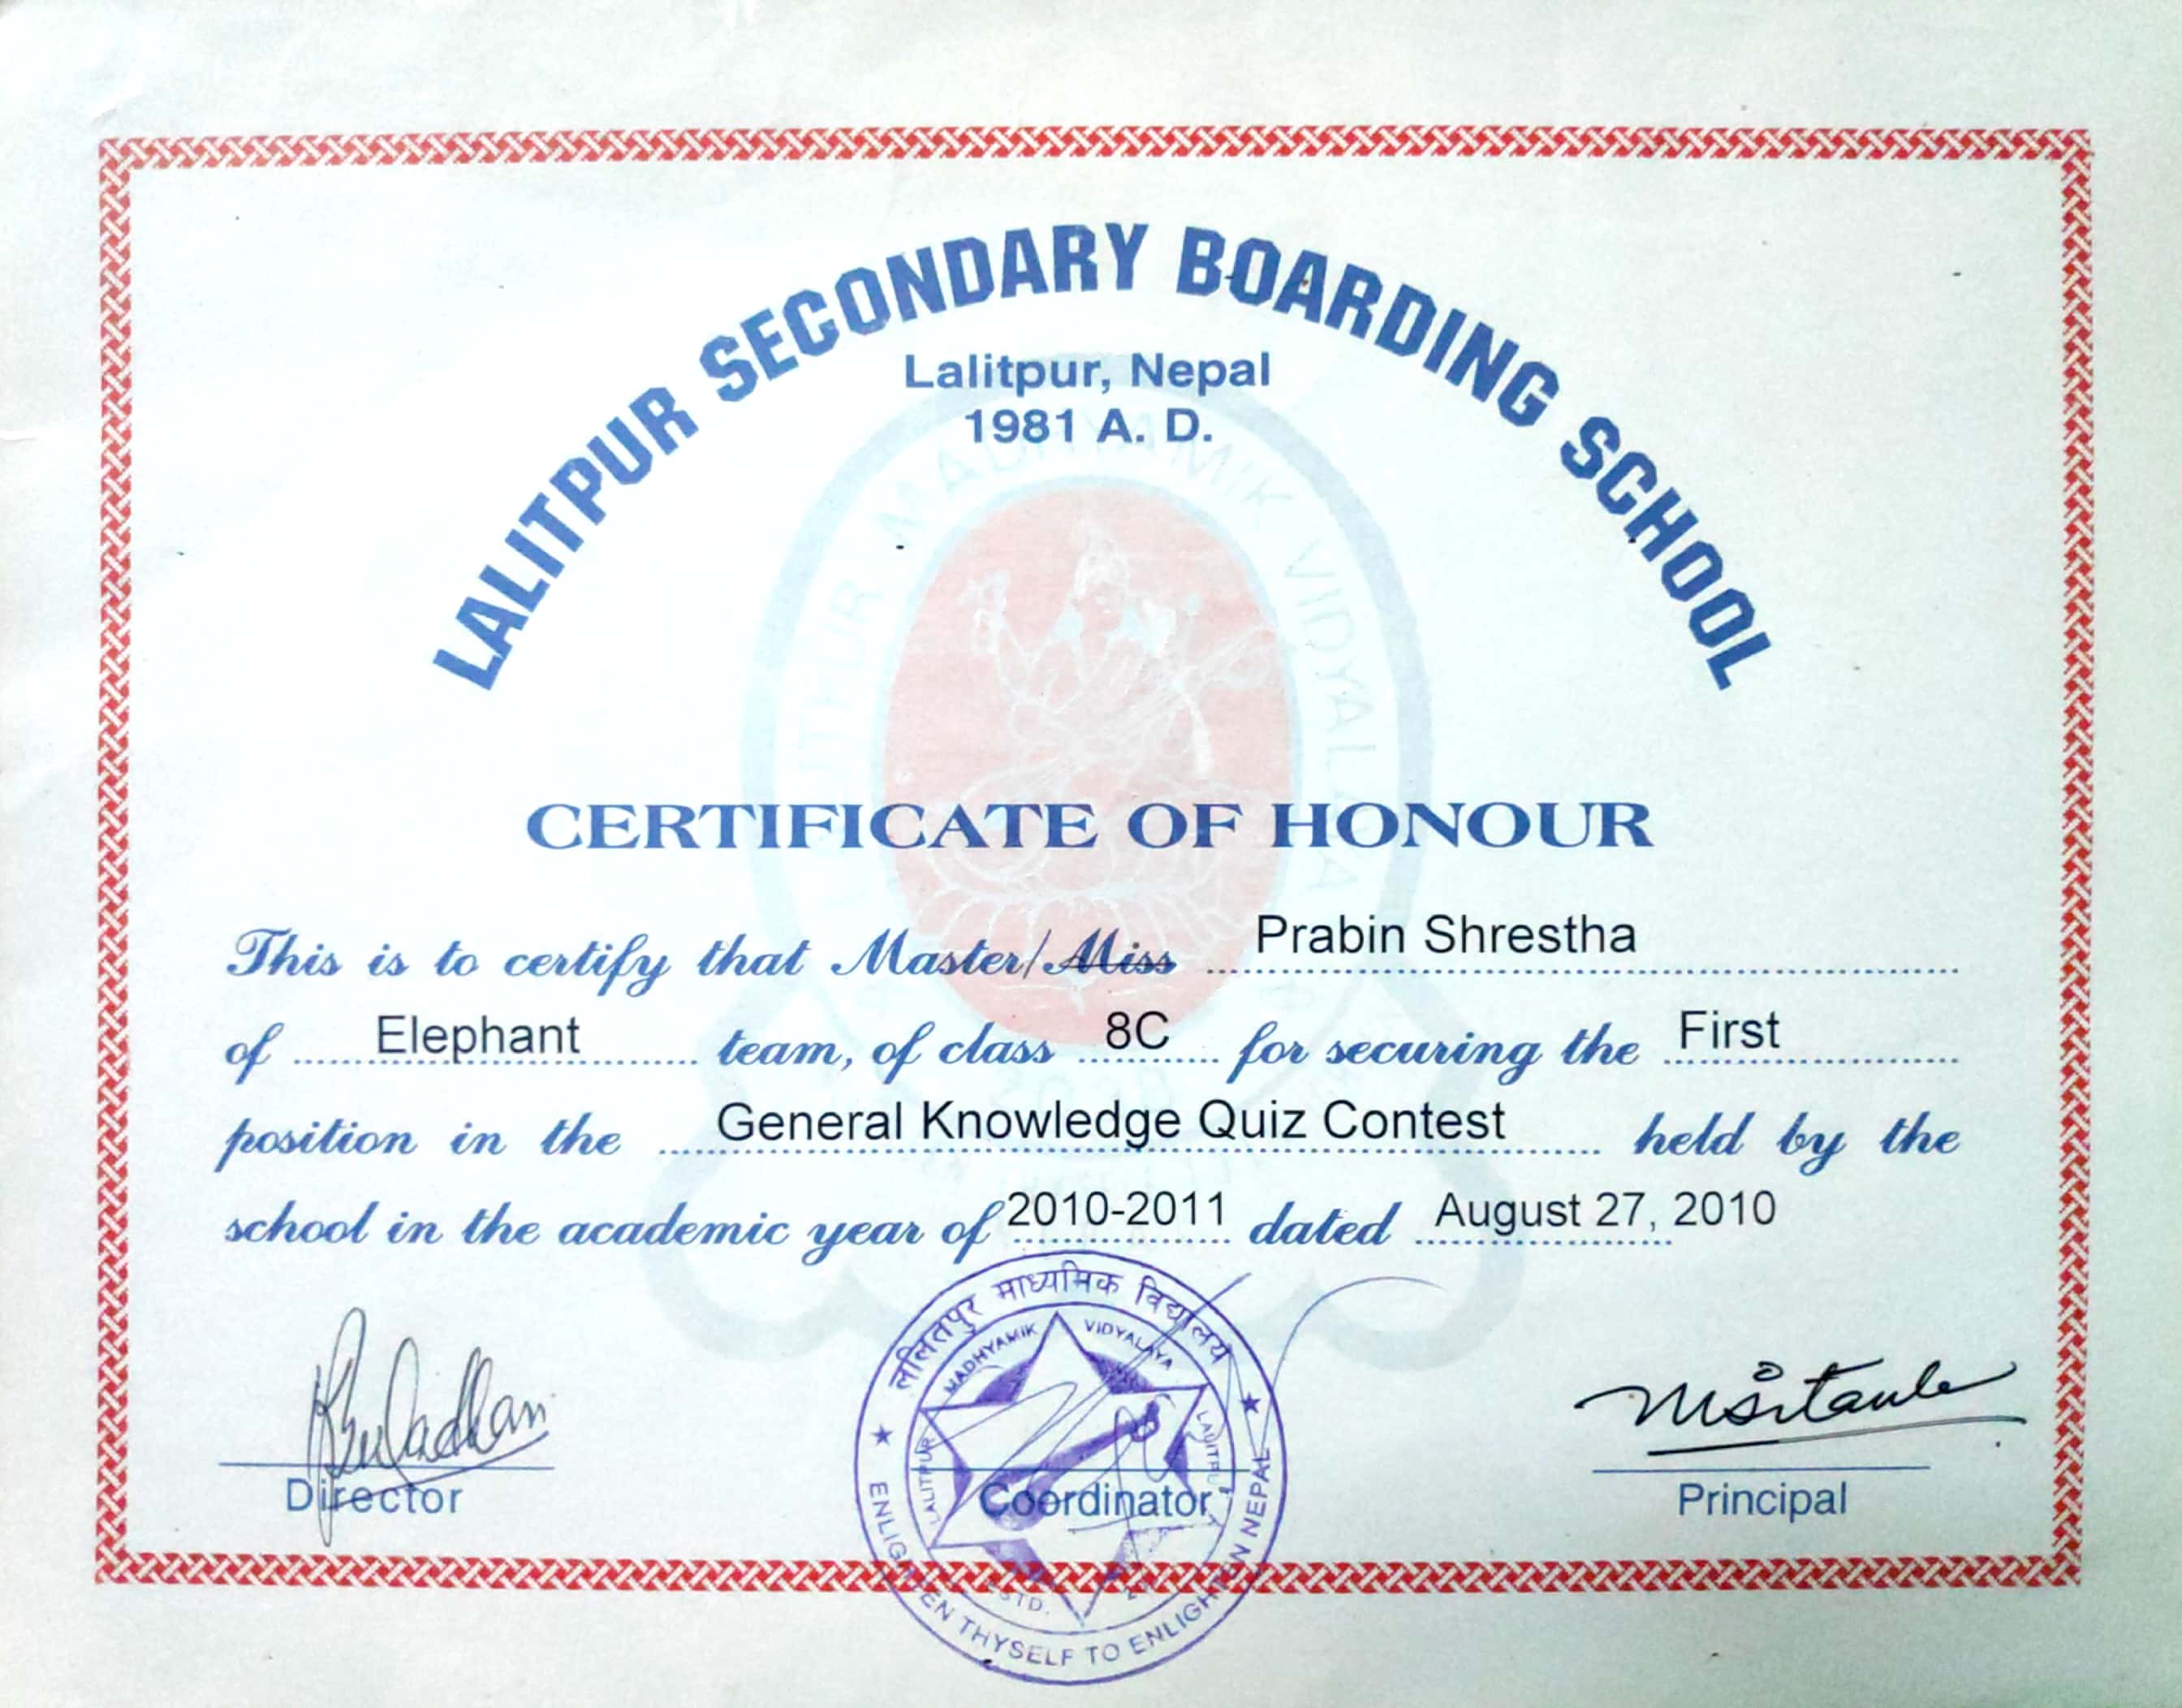 LALITPUR SECONDARY BOARDING SCHOOL
Lalitpur, Nepal
1981 A. D.
LALITPUR MADHYAMIK VIDYALAYA
CERTIFICATE OF HONOUR
This is to certify that Master/Miss Prabin Shrestha
of Elephant team, of class 8C for securing the First
position in the General Knowledge Quiz Contest held by the
school in the academic year of 2010-2011 dated August 27, 2010
ललितपुर माध्यमिक विद्यालय
LALITPUR MADHYAMIK VIDYALAYA LALITPUR
ESTD.
ENLIGHTEN THYSELF TO ENLIGHTEN NEPAL
Director
Coordinator
Principal